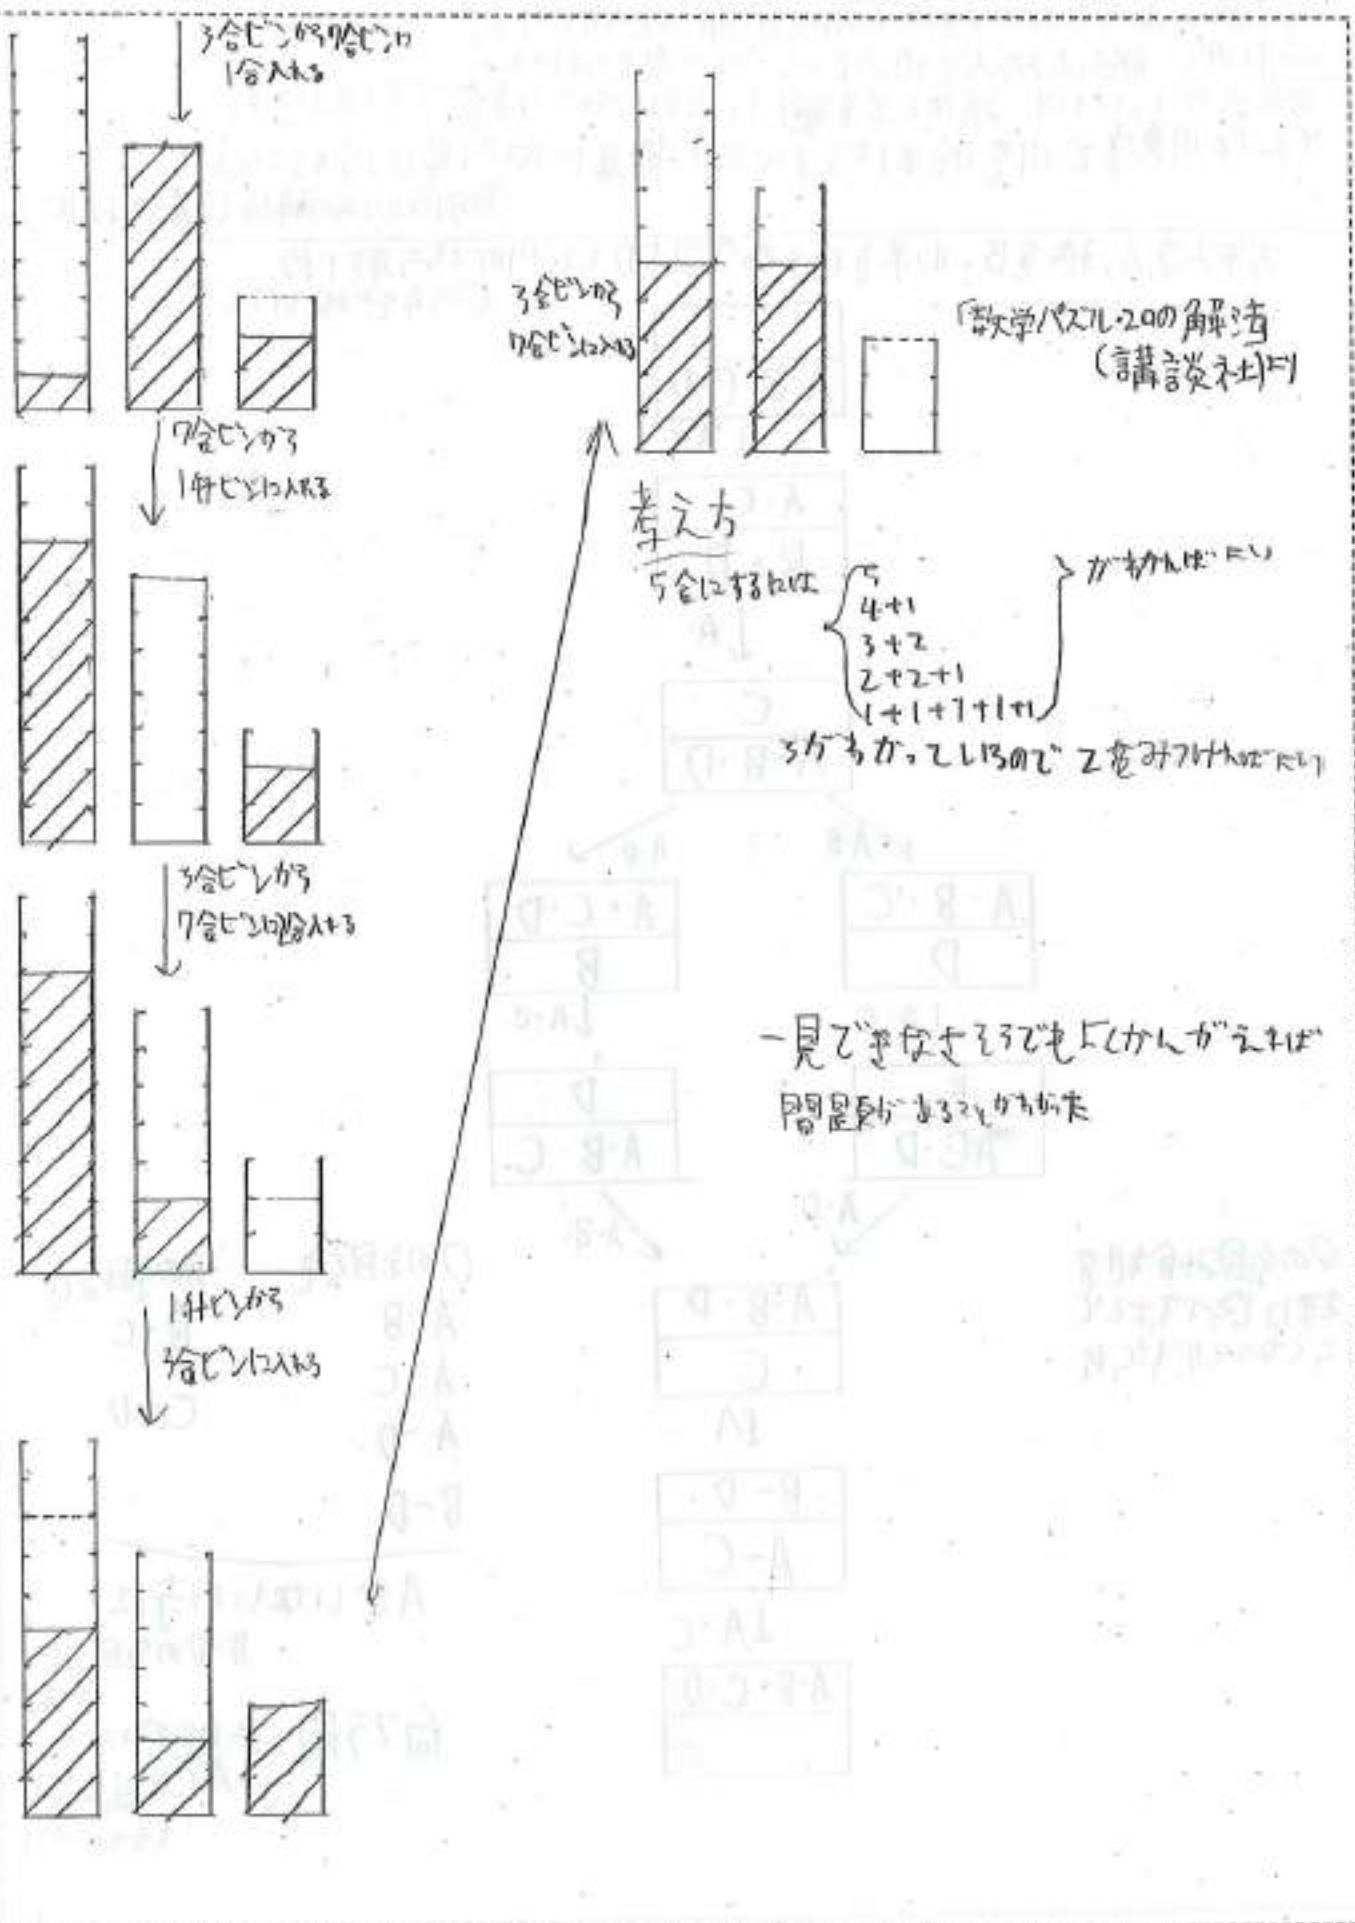 3合ビンから7合ビンに
1合入れる
7合ビンから
1升ビンに入れる
3合ビンから
7合ビンに2合入れる
1升ビンから
3合ビンに入れる
3合ビンから
7合ビンに入れる
「数学パズル・20の解法
(講談社)より
考え方
5合にするには
5
4+1
3+2
2+2+1
1+1+1+1+1
がわかればよい
3がわかっているので2をみつければよい
一見できなさそうでもよくかんがえれば
問題がとけることがわかった